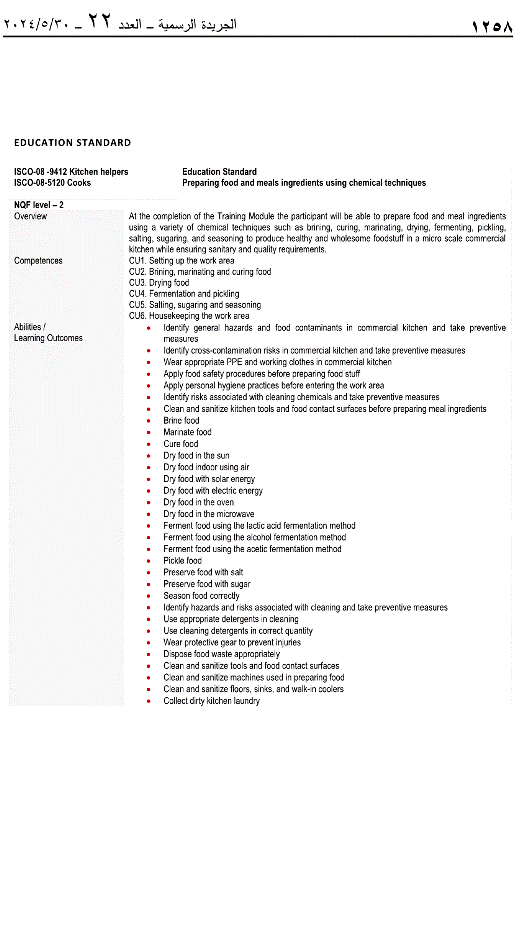 ١٢٥٨
الجريدة الرسمية – العدد ٢٢ – ٢٠٢٤/٥/٣٠
EDUCATION STANDARD
ISCO-08 -9412 Kitchen helpers Education Standard
ISCO-08-5120 Cooks Preparing food and meals ingredients using chemical techniques
NQF level – 2
Overview At the completion of the Training Module the participant will be able to prepare food and meal ingredients
using a variety of chemical techniques such as brining, curing, marinating, drying, fermenting, pickling,
salting, sugaring, and seasoning to produce healthy and wholesome foodstuff in a micro scale commercial
kitchen while ensuring sanitary and quality requirements.
Competences CU1. Setting up the work area
CU2. Brining, marinating and curing food
CU3. Drying food
CU4. Fermentation and pickling
CU5. Salting, sugaring and seasoning
CU6. Housekeeping the work area
Abilities / • Identify general hazards and food contaminants in commercial kitchen and take preventive
Learning Outcomes measures
• Identify cross-contamination risks in commercial kitchen and take preventive measures
• Wear appropriate PPE and working clothes in commercial kitchen
• Apply food safety procedures before preparing food stuff
• Apply personal hygiene practices before entering the work area
• Identify risks associated with cleaning chemicals and take preventive measures
• Clean and sanitize kitchen tools and food contact surfaces before preparing meal ingredients
• Brine food
• Marinate food
• Cure food
• Dry food in the sun
• Dry food indoor using air
• Dry food with solar energy
• Dry food with electric energy
• Dry food in the oven
• Dry food in the microwave
• Ferment food using the lactic acid fermentation method
• Ferment food using the alcohol fermentation method
• Ferment food using the acetic fermentation method
• Pickle food
• Preserve food with salt
• Preserve food with sugar
• Season food correctly
• Identify hazards and risks associated with cleaning and take preventive measures
• Use appropriate detergents in cleaning
• Use cleaning detergents in correct quantity
• Wear protective gear to prevent injuries
• Dispose food waste appropriately
• Clean and sanitize tools and food contact surfaces
• Clean and sanitize machines used in preparing food
• Clean and sanitize floors, sinks, and walk-in coolers
• Collect dirty kitchen laundry